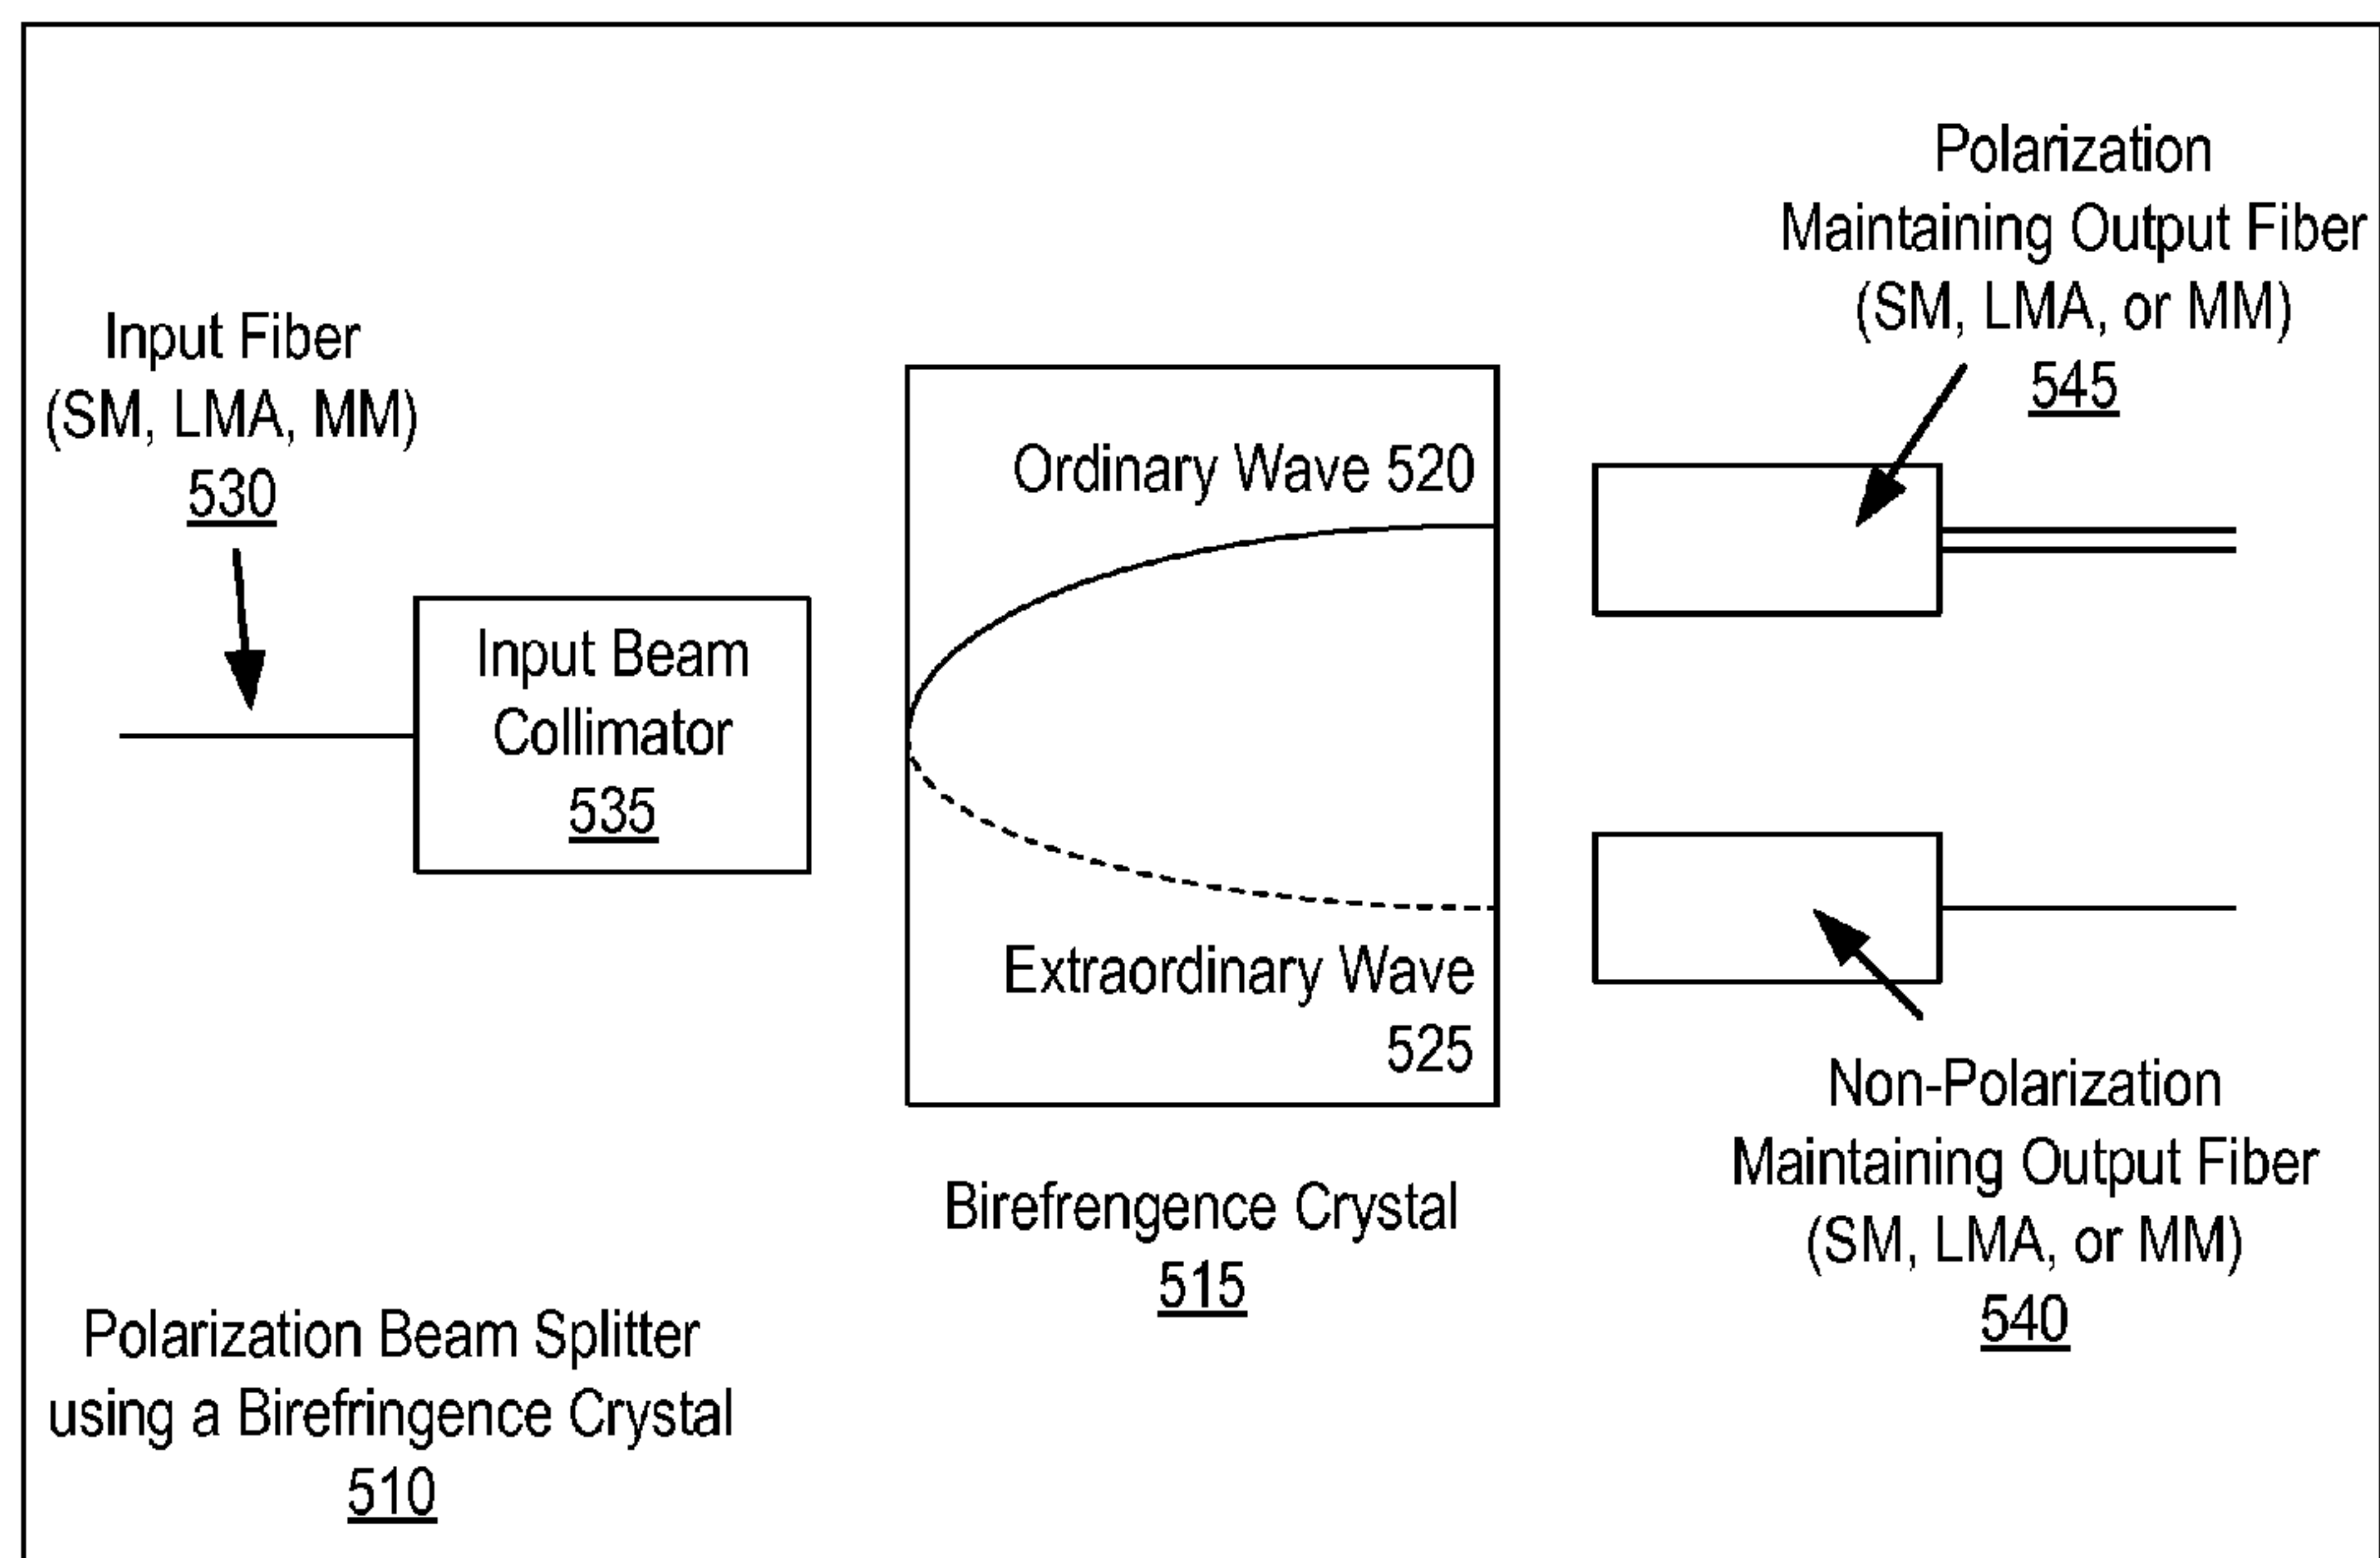 Input Fiber
(SM, LMA, MM)
530
Input Beam
Collimator
535
Ordinary Wave 520
Extraordinary Wave
525
Birefrengence Crystal
515
Polarization
Maintaining Output Fiber
(SM, LMA, or MM)
545
Non-Polarization
Maintaining Output Fiber
(SM, LMA, or MM)
540
Polarization Beam Splitter
using a Birefringence Crystal
510